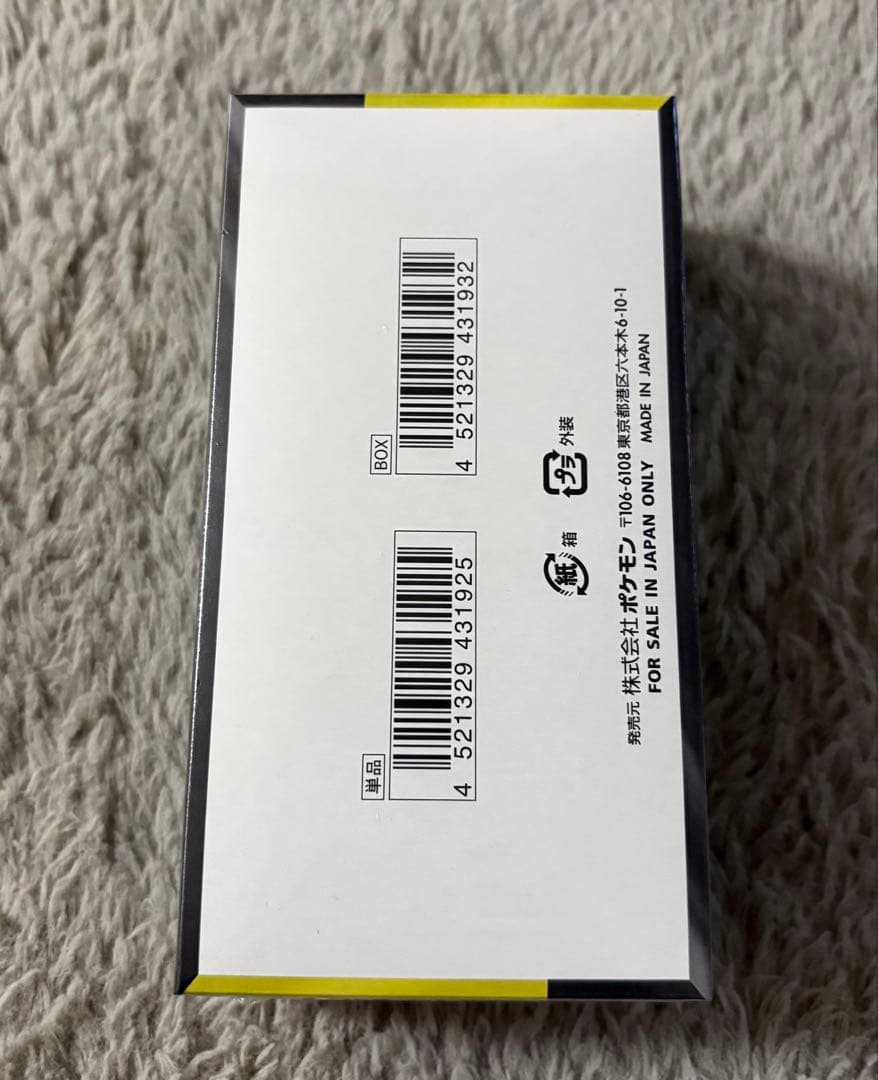 単品
4 521329 431925
BOX
4 521329 431932
紙 箱
プラ 外装
発売元 株式会社 ポケモン 〒106-6108 東京都港区六本木6-10-1
FOR SALE IN JAPAN ONLY MADE IN JAPAN